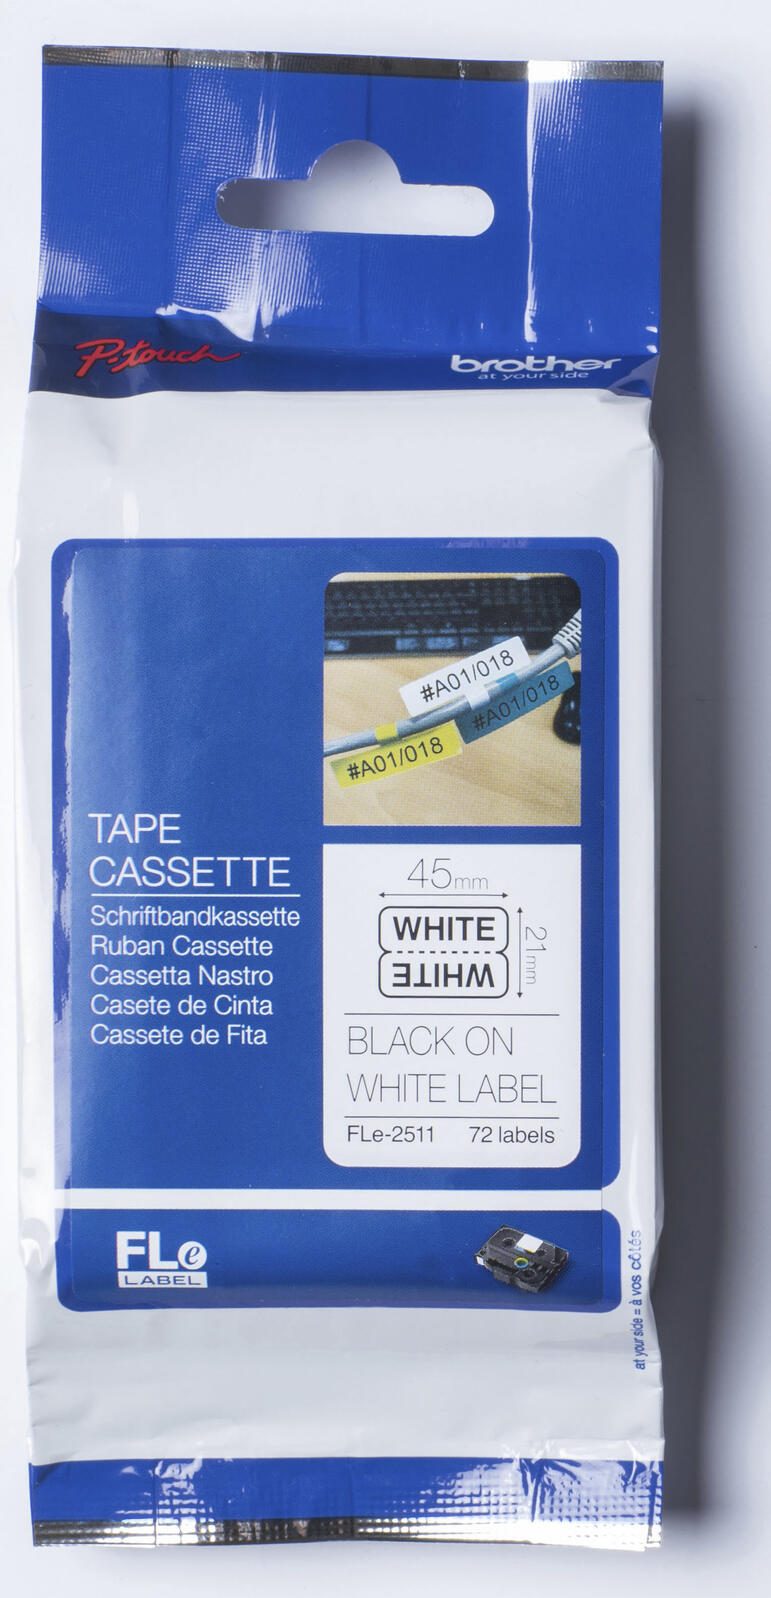 P-touch
brother
at your side
#A01/018
#A01/018
#A01/018
TAPE
CASSETTE
Schriftbandkassette
Ruban Cassette
Cassetta Nastro
Casete de Cinta
Cassete de Fita
45mm
WHITE
WHITE
21mm
BLACK ON
WHITE LABEL
FLe-2511 72 labels
FLe
LABEL
at your side = à vos côtés